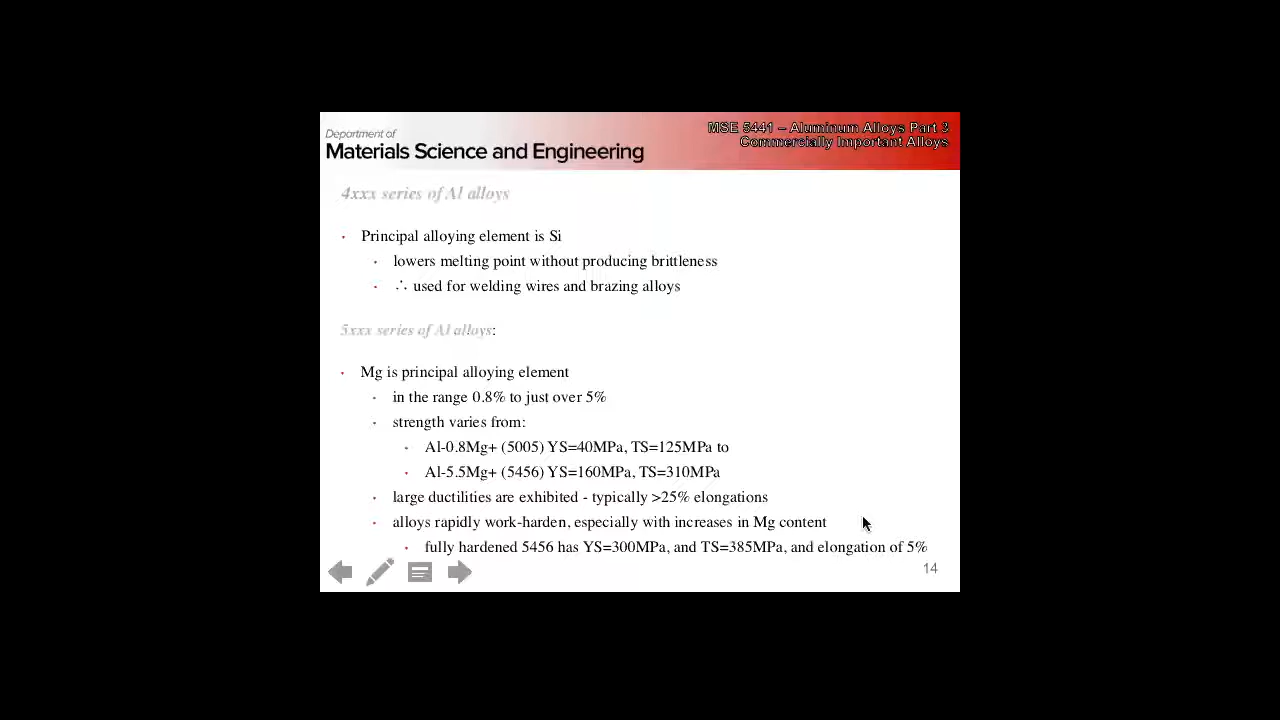 Department of
Materials Science and Engineering
MSE 5441 – Aluminum Alloys Part 3
Commercially Important Alloys
4xxx series of Al alloys
• Principal alloying element is Si
• lowers melting point without producing brittleness
• ∴ used for welding wires and brazing alloys
5xxx series of Al alloys:
• Mg is principal alloying element
• in the range 0.8% to just over 5%
• strength varies from:
• Al-0.8Mg+ (5005) YS=40MPa, TS=125MPa to
• Al-5.5Mg+ (5456) YS=160MPa, TS=310MPa
• large ductilities are exhibited - typically >25% elongations
• alloys rapidly work-harden, especially with increases in Mg content
• fully hardened 5456 has YS=300MPa, and TS=385MPa, and elongation of 5%
14